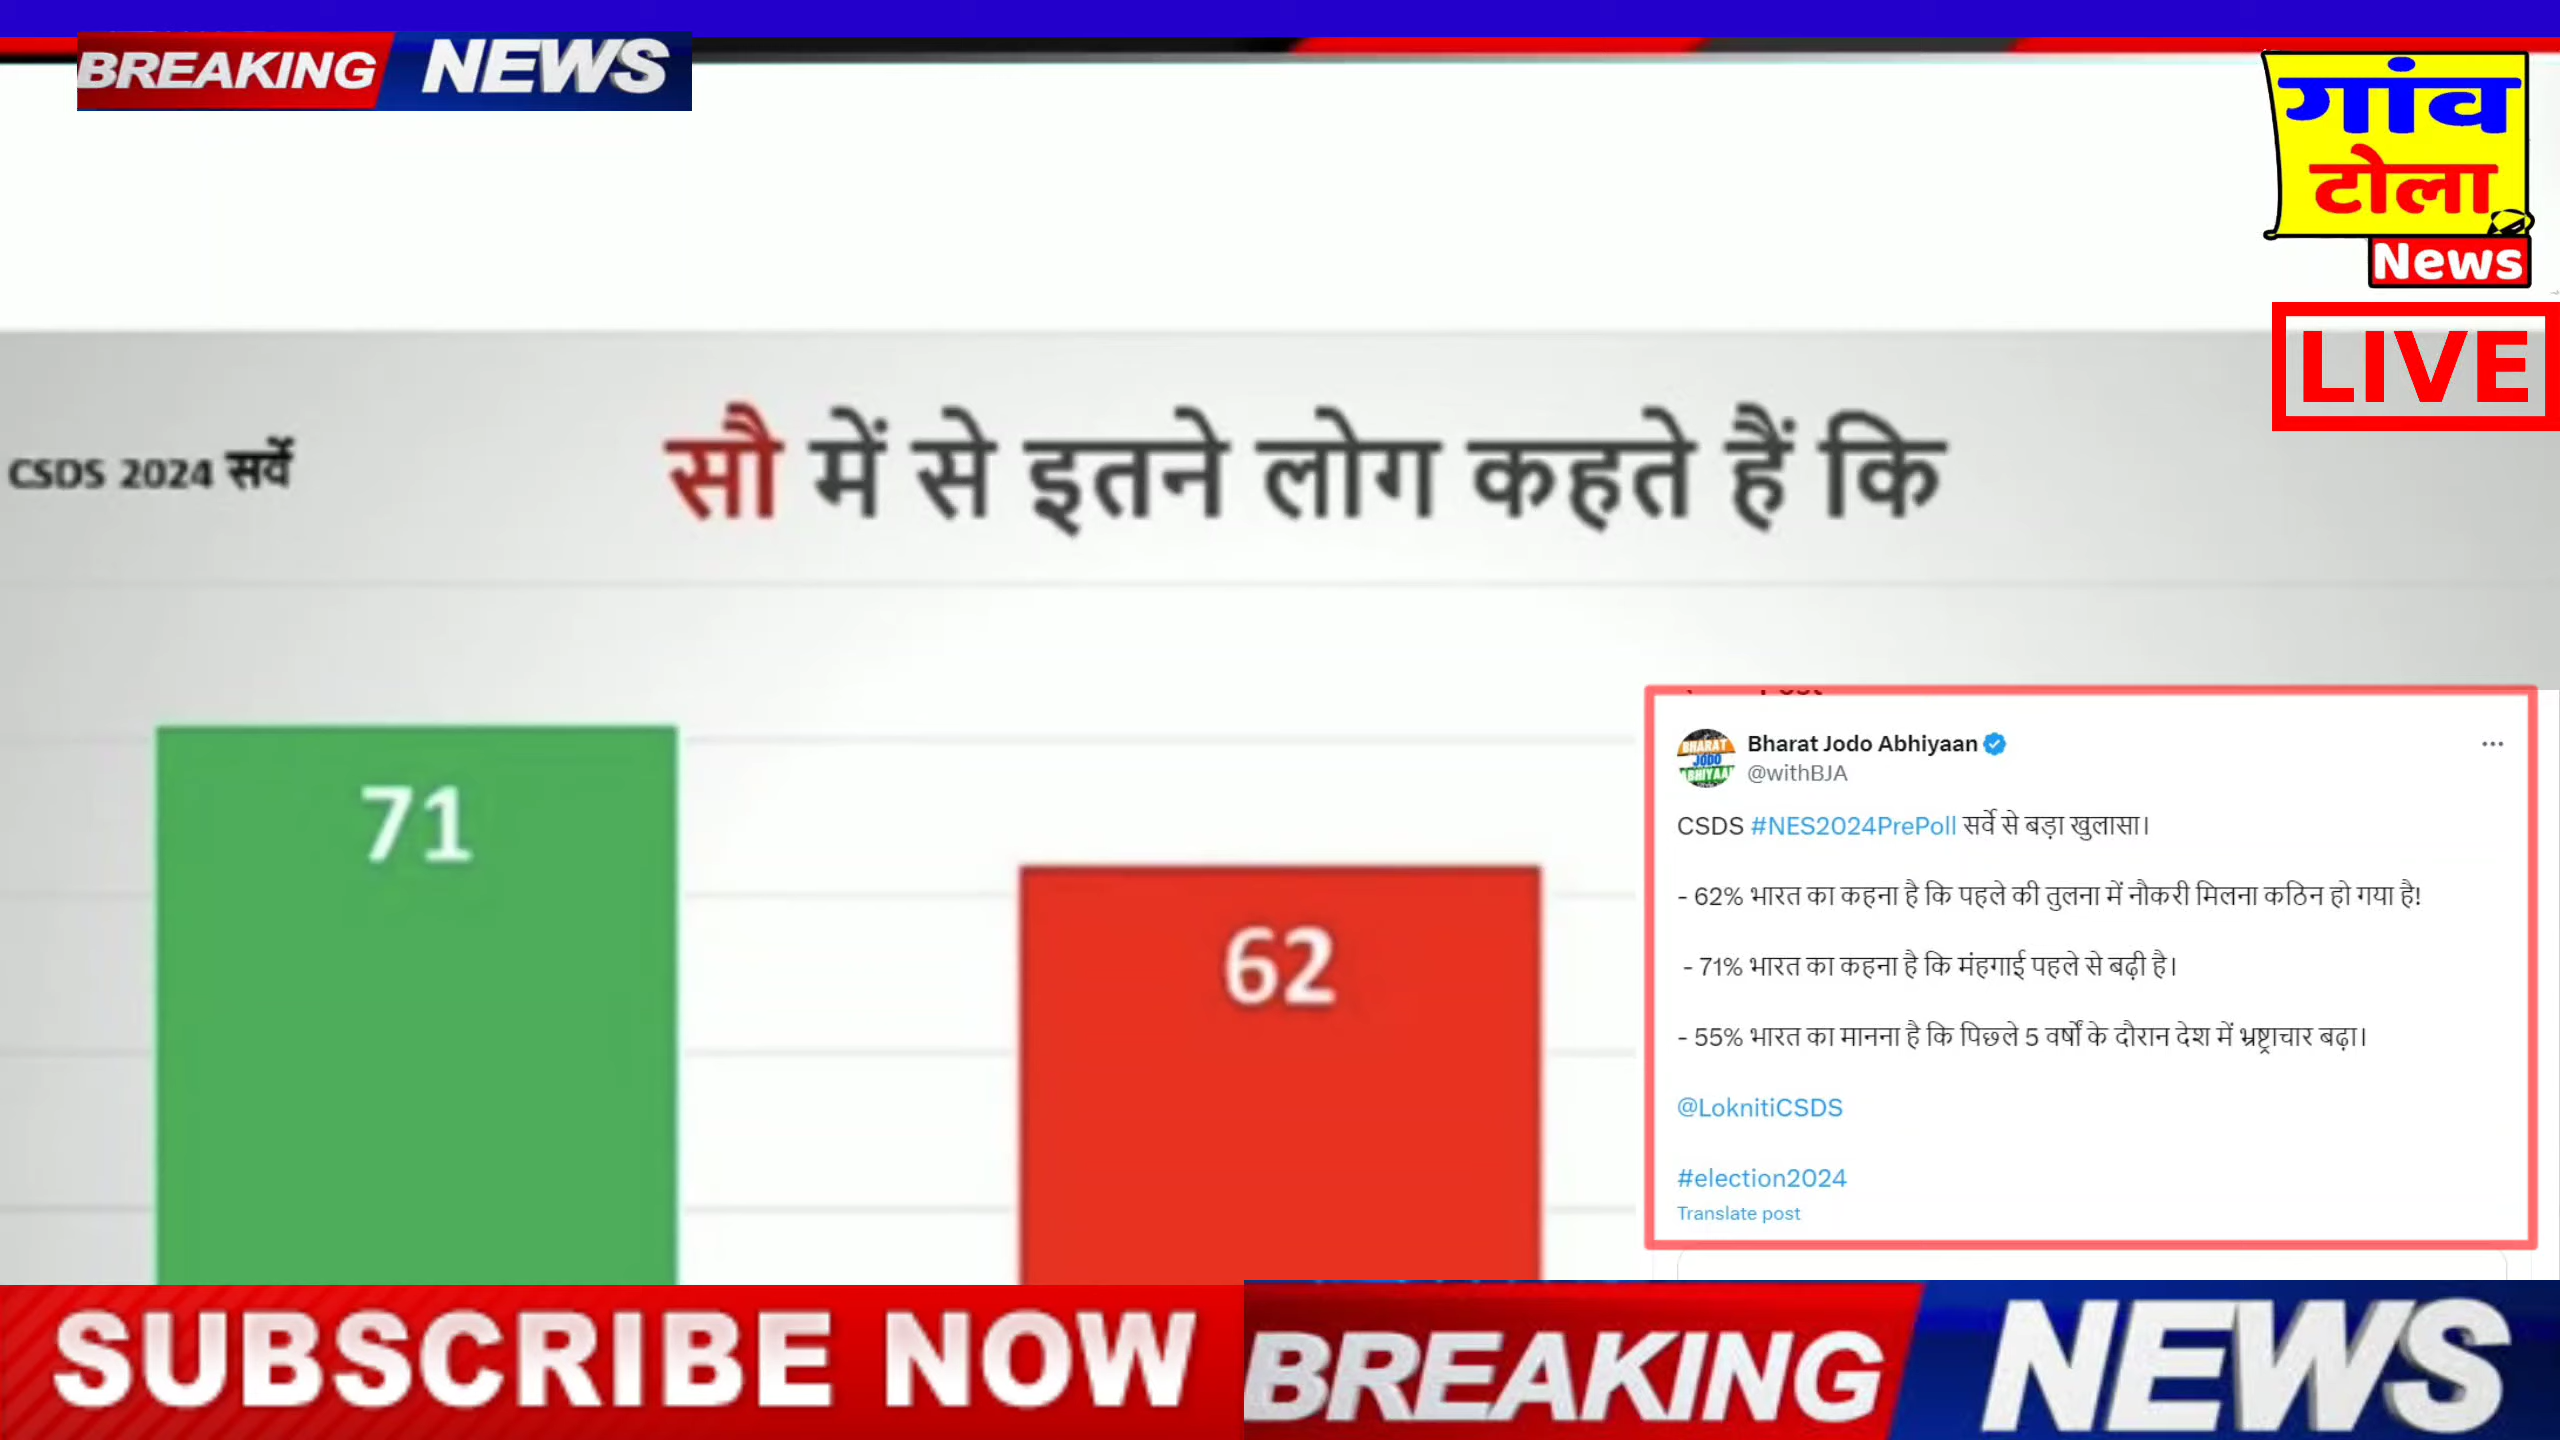 BREAKING NEWS
गांव
टोला
News
LIVE
CSDS 2024 सर्वे
सौ में से इतने लोग कहते हैं कि
71
62
Bharat Jodo Abhiyaan
@withBJA
CSDS #NES2024PrePoll सर्वे से बड़ा खुलासा।
- 62% भारत का कहना है कि पहले की तुलना में नौकरी मिलना कठिन हो गया है!
- 71% भारत का कहना है कि मंहगाई पहले से बढ़ी है।
- 55% भारत का मानना है कि पिछले 5 वर्षों के दौरान देश में भ्रष्ट्राचार बढ़ा।
@LoknitiCSDS
#election2024
Translate post
SUBSCRIBE NOW
BREAKING NEWS